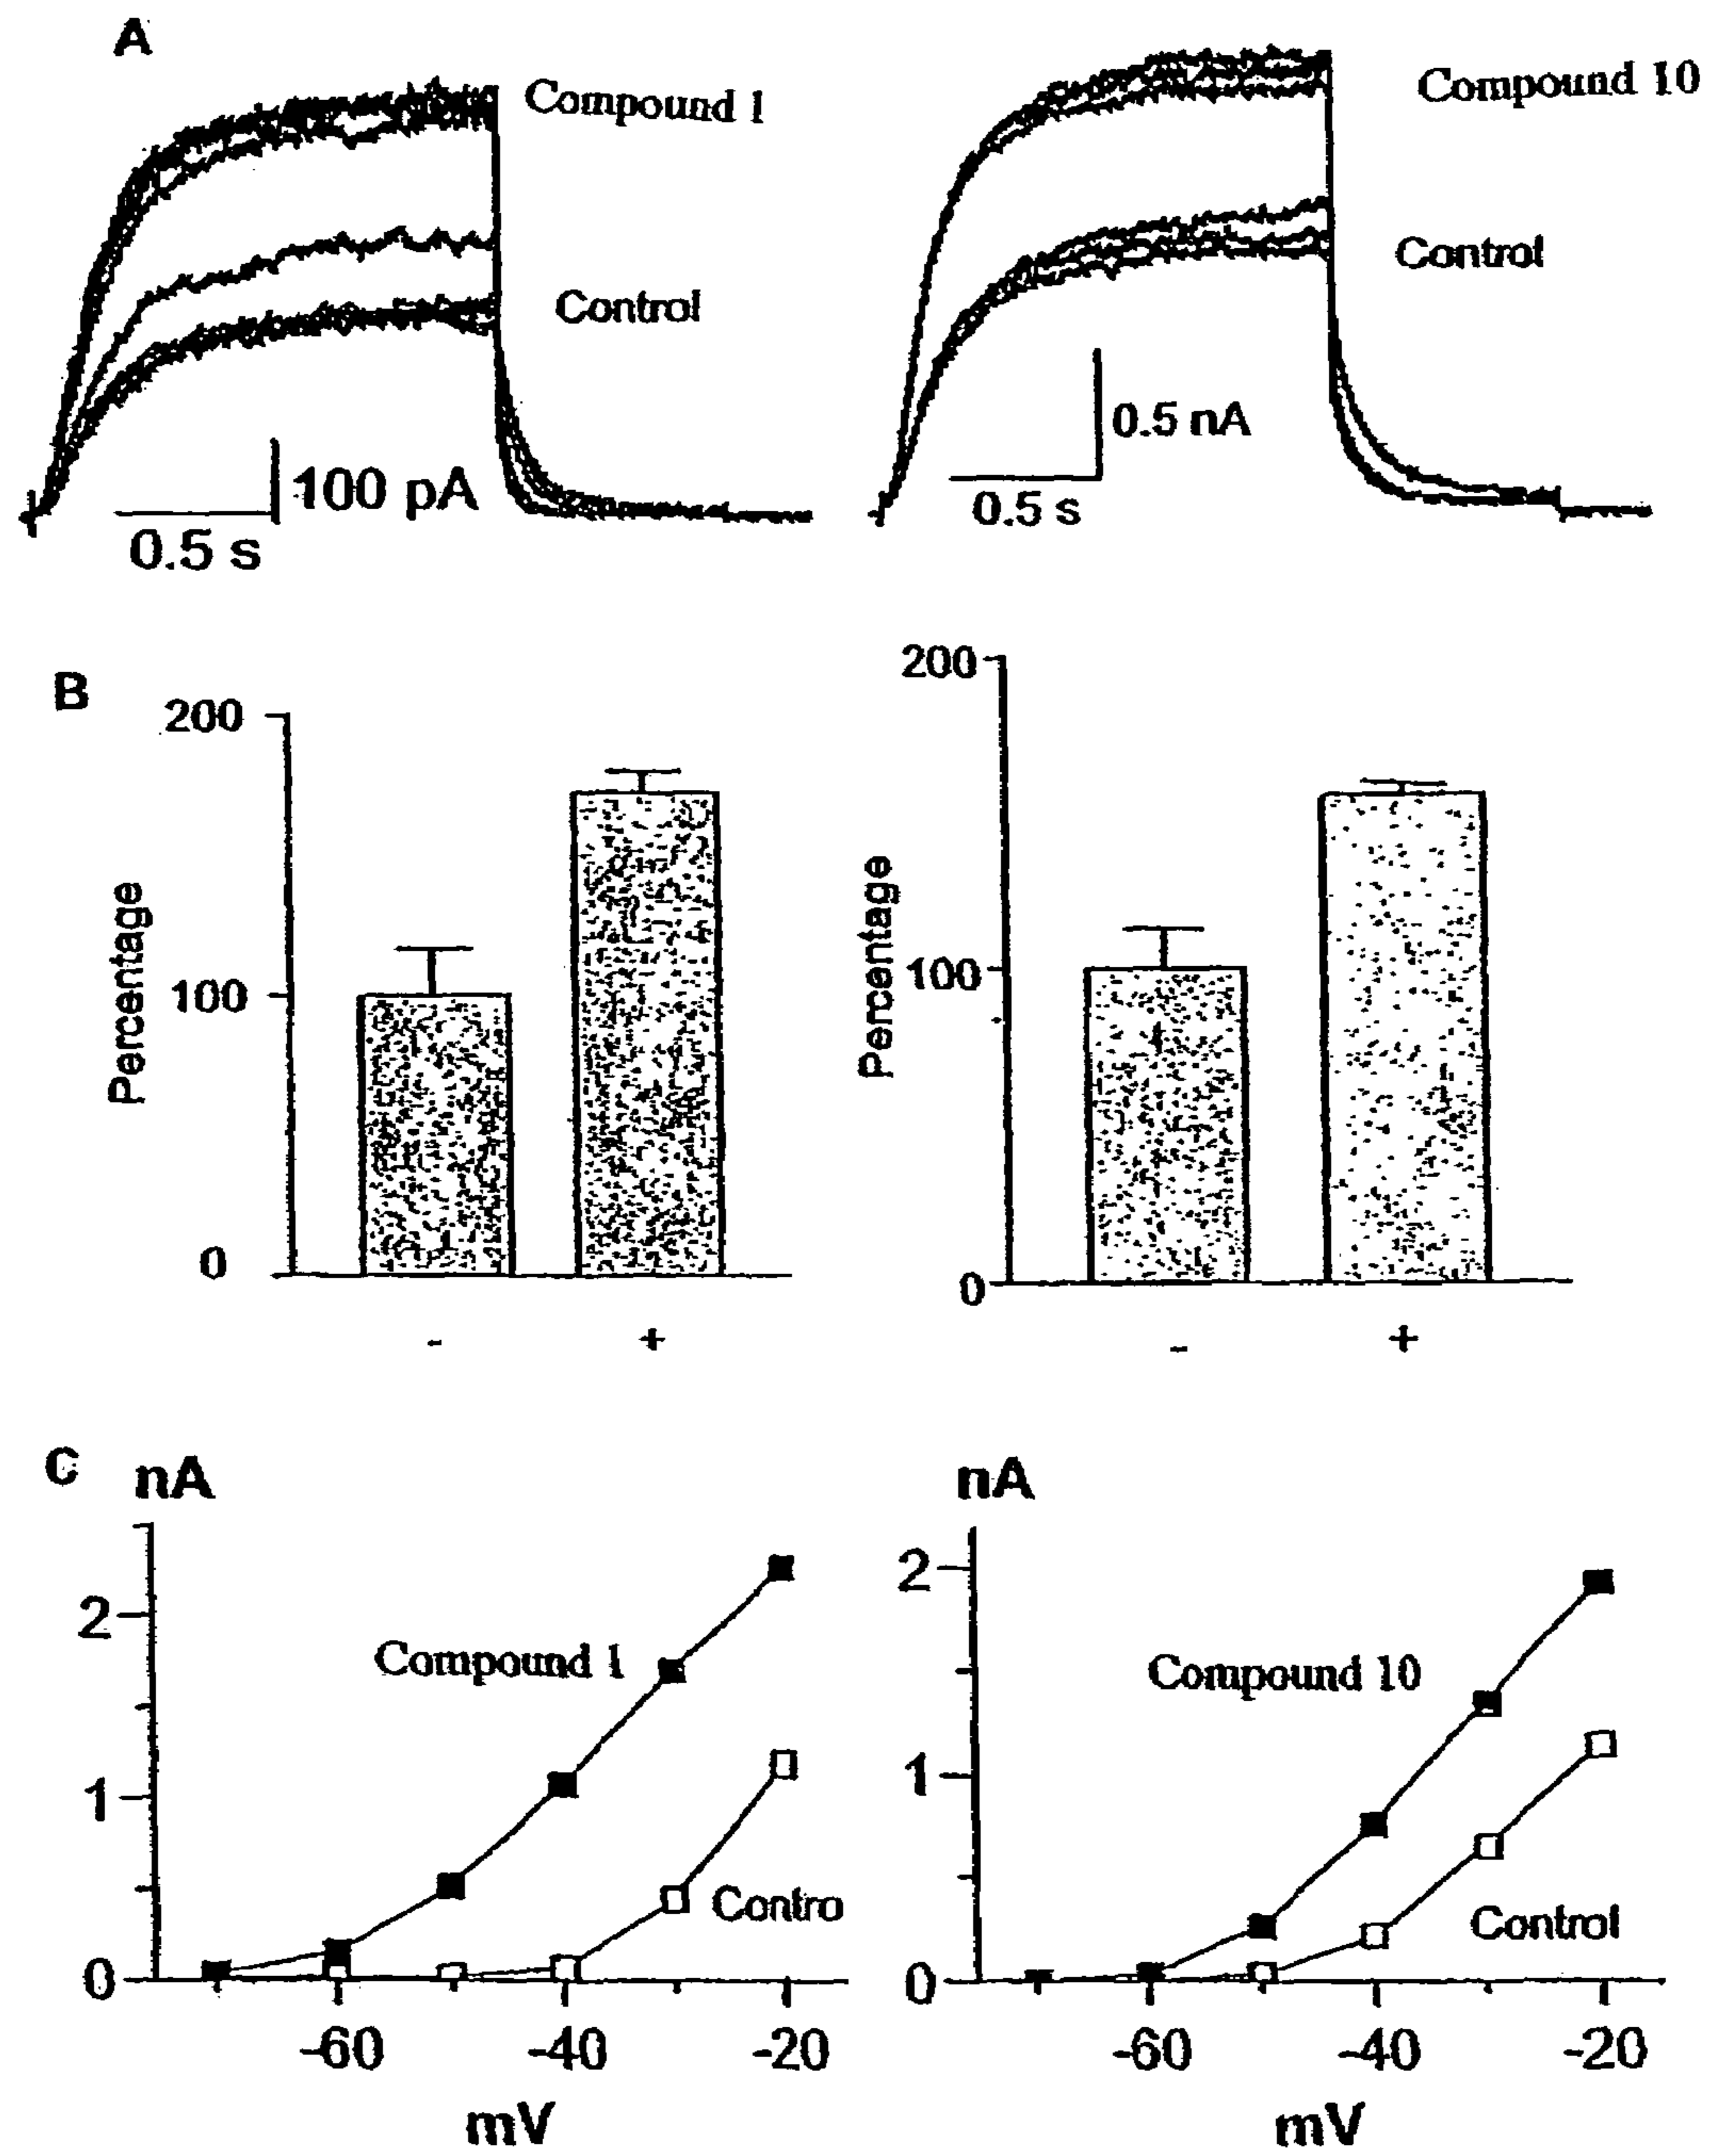 A
Compound 1
Control
100 pA
0.5 s
Compound 10
Control
0.5 nA
0.5 s
B
200
100
0
Percentage
- +
200
100
0
Percentage
- +
C
nA
2
1
0
Compound 1
Contro
-60 -40 -20
mV
nA
2
1
0
Compound 10
Control
-60 -40 -20
mV